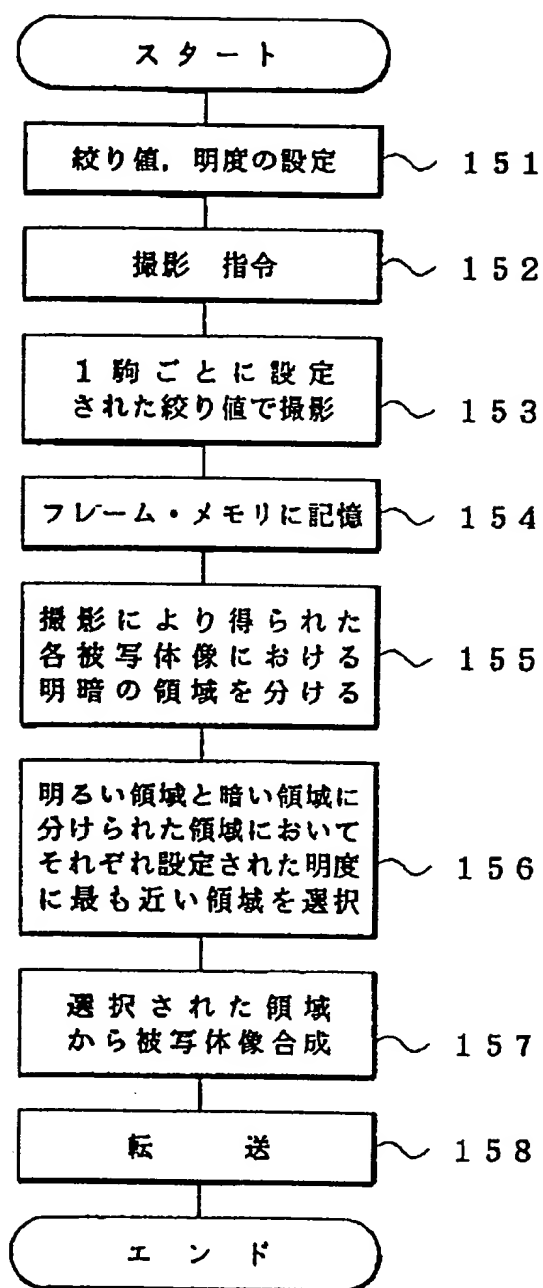 スタート
絞り値，明度の設定 151
撮影 指令 152
1駒ごとに設定
された絞り値で撮影 153
フレーム・メモリに記憶 154
撮影により得られた
各被写体像における 155
明暗の領域を分ける
明るい領域と暗い領域に
分けられた領域において
それぞれ設定された明度 156
に最も近い領域を選択
選択された領域
から被写体像合成 157
転 送 158
エンド